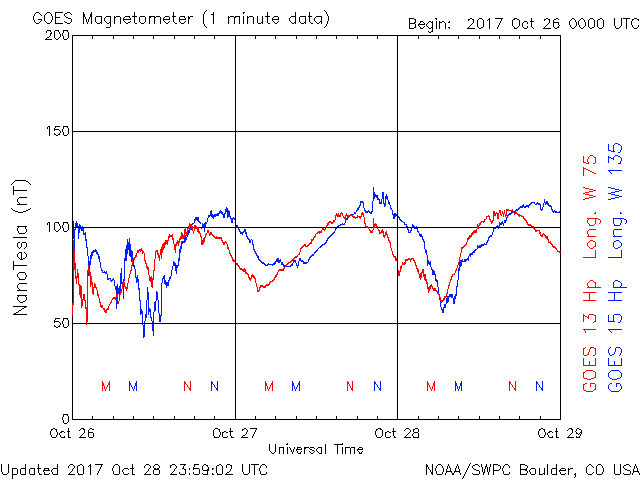 GOES Magnetometer (1 minute data)
Begin: 2017 Oct 26 0000 UTC
200
150
100
50
0
NanoTesla (nT)
M M N N M M N N M M N N
Oct 26 Oct 27 Oct 28 Oct 29
Universal Time
GOES 13 Hp Long. W 75
GOES 15 Hp Long. W 135
Updated 2017 Oct 28 23:59:02 UTC
NOAA/SWPC Boulder, CO USA